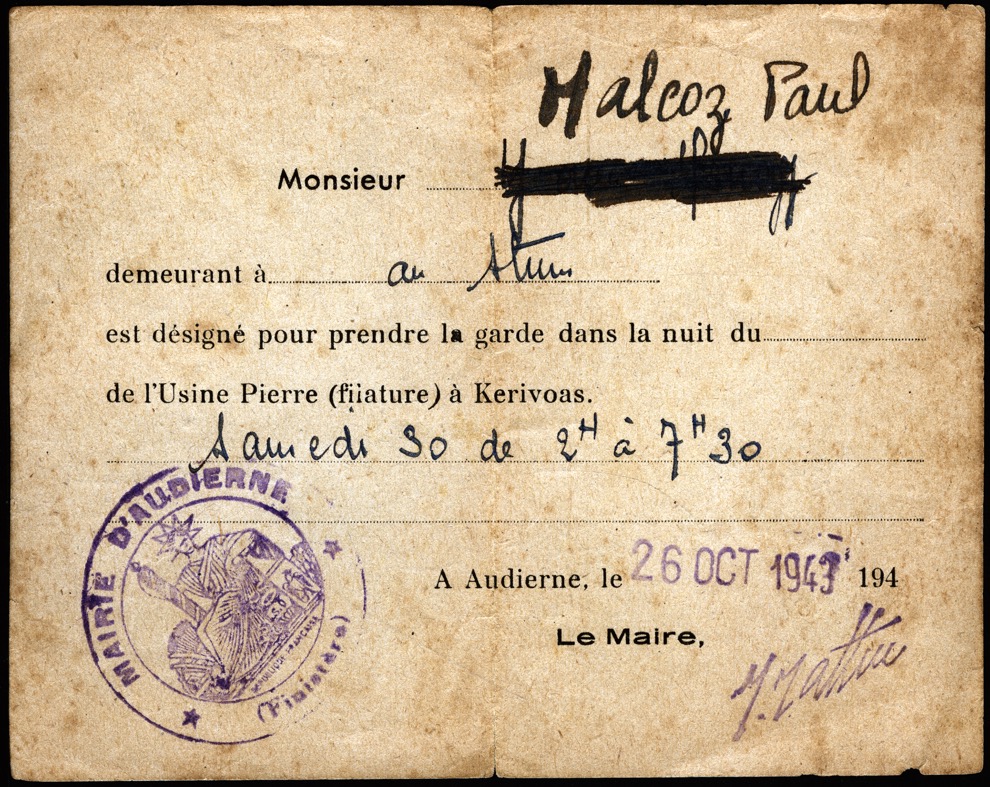 Malcoz Paul
Monsieur
demeurant à au Stum
est désigné pour prendre la garde dans la nuit du
de l'Usine Pierre (filature) à Kerivoas.
Samedi 30 de 2H à 7H30
MAIRIE D'AUDIERNE
(Finistère)
A Audierne, le 26 OCT 1943 194
Le Maire,